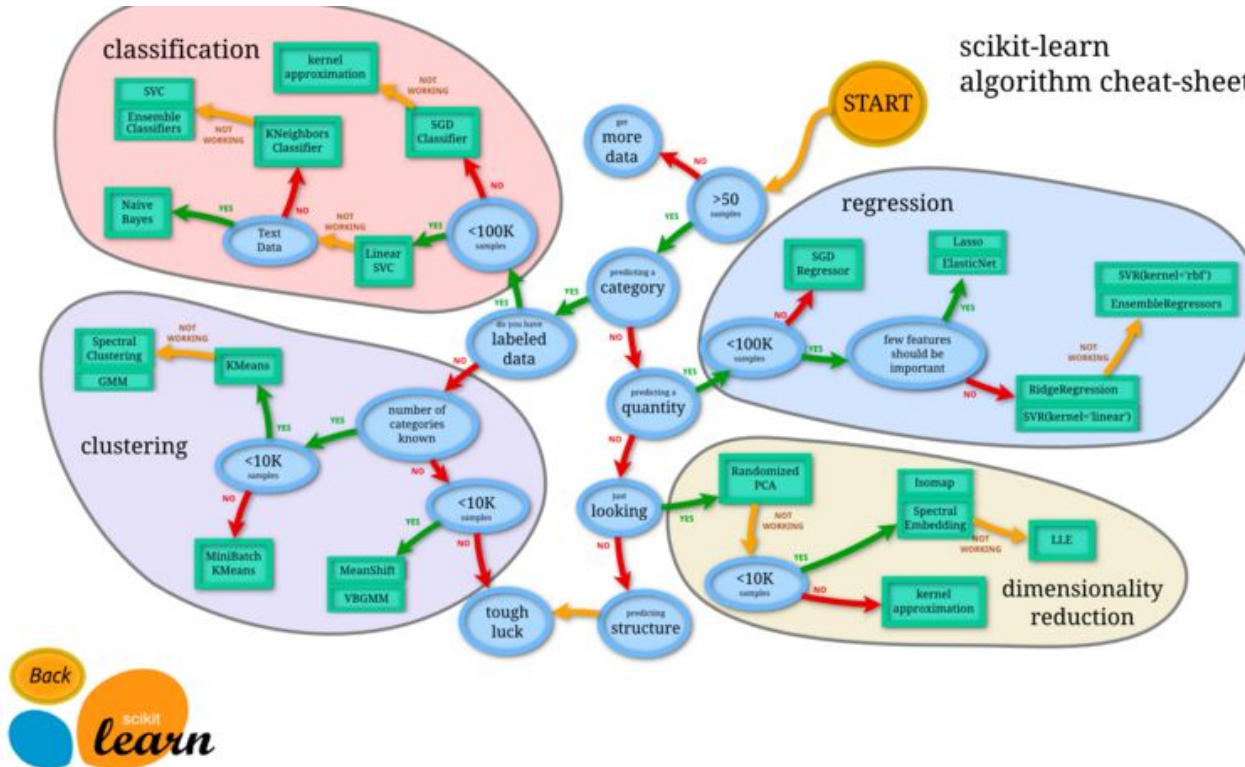 scikit-learn
algorithm cheat-sheet
classification
kernel
approximation
NOT
WORKING
SVC
Ensemble
Classifiers
NOT
WORKING
KNeighbors
Classifier
SGD
Classifier
NO
Naive
Bayes
YES
Text
Data
NO
NOT
WORKING
Linear
SVC
YES
<100K
samples
YES
START
get
more
data
NO
>50
samples
YES
predicting a
category
YES
do you have
labeled
data
NO
NO
predicting a
quantity
YES
NO
just
looking
YES
NO
predicting
structure
tough
luck
regression
SGD
Regressor
NO
<100K
samples
YES
Lasso
ElasticNet
YES
few features
should be
important
NO
SVR(kernel='rbf')
EnsembleRegressors
NOT
WORKING
RidgeRegression
SVR(kernel='linear')
clustering
Spectral
Clustering
GMM
NOT
WORKING
KMeans
YES
number of
categories
known
YES
NO
<10K
samples
NO
MiniBatch
KMeans
<10K
samples
YES
NO
MeanShift
VBGMM
dimensionality
reduction
Randomized
PCA
NOT
WORKING
<10K
samples
YES
NO
Isomap
Spectral
Embedding
NOT
WORKING
LLE
kernel
approximation
Back
scikit
learn